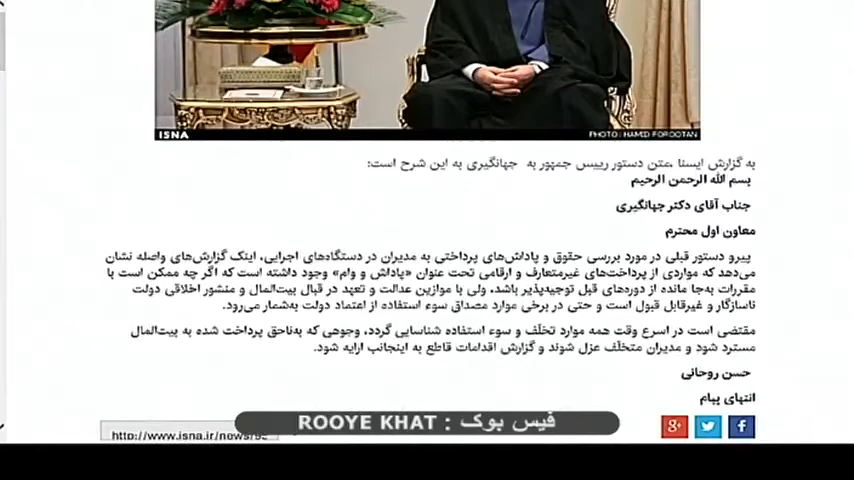 ISNA
PHOTO: HAMED FOROOTAN
به گزارش ایسنا متن دستور رییس جمهور به جهانگیری به این شرح است:
بسم الله الرحمن الرحیم
جناب آقای دکتر جهانگیری
معاون اول محترم
پیرو دستور قبلی در مورد بررسی حقوق و پاداش‌های پرداختی به مدیران در دستگاه‌های اجرایی، اینک گزارش‌های واصله نشان
می‌دهد که مواردی از پرداخت‌های غیرمتعارف و ارقامی تحت عنوان «پاداش و وام» وجود داشته است که اگر چه ممکن است با
مقررات به‌جا مانده از دوره‌های قبل توجیه‌پذیر باشد، ولی با موازین عدالت و تعهد در قبال بیت‌المال و منشور اخلاقی دولت
ناسازگار و غیرقابل قبول است و حتی در برخی موارد مصداق سوء استفاده از اعتماد دولت به‌شمار می‌رود.
مقتضی است در اسرع وقت همه موارد تخلّف و سوء استفاده شناسایی گردد، وجوهی که به‌ناحق پرداخت شده به بیت‌المال
مسترد شود و مدیران متخلّف عزل شوند و گزارش اقدامات قاطع به اینجانب ارایه شود.
حسن روحانی
انتهای پیام
http://www.isna.ir/news/95
فیس بوک : ROOYE KHAT